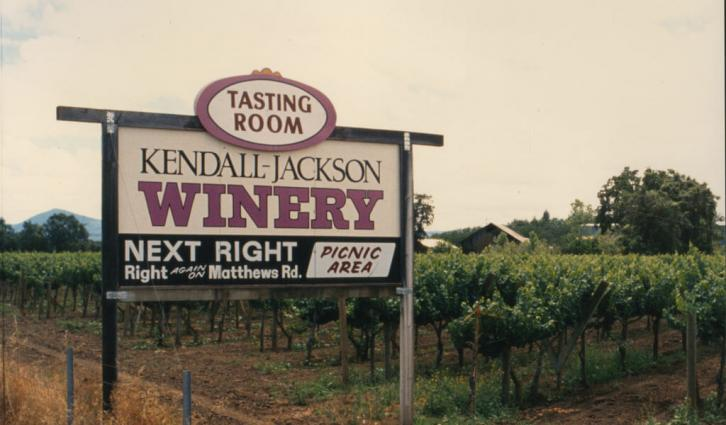 TASTING
ROOM
KENDALL-JACKSON
WINERY
NEXT RIGHT
Right AGAIN ON Matthews Rd.
PICNIC
AREA